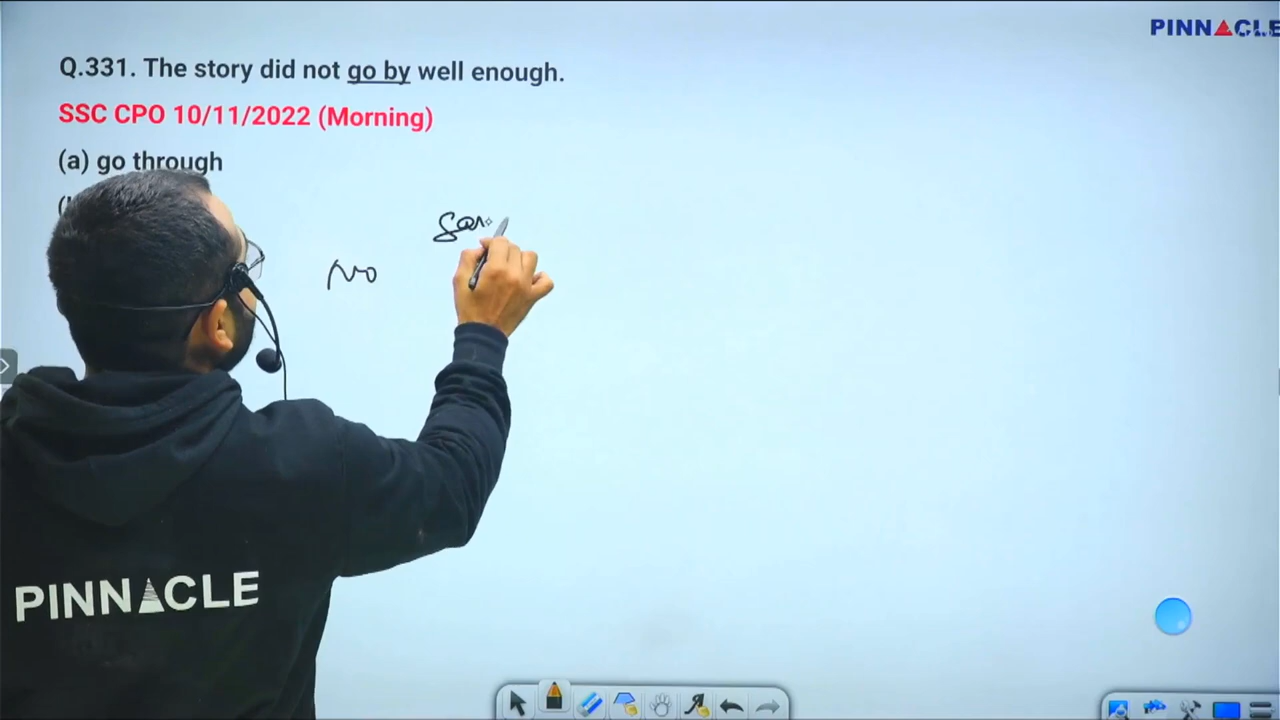 PINNACLE
Q.331. The story did not go by well enough.
SSC CPO 10/11/2022 (Morning)
(a) go through
No
PINNACLE